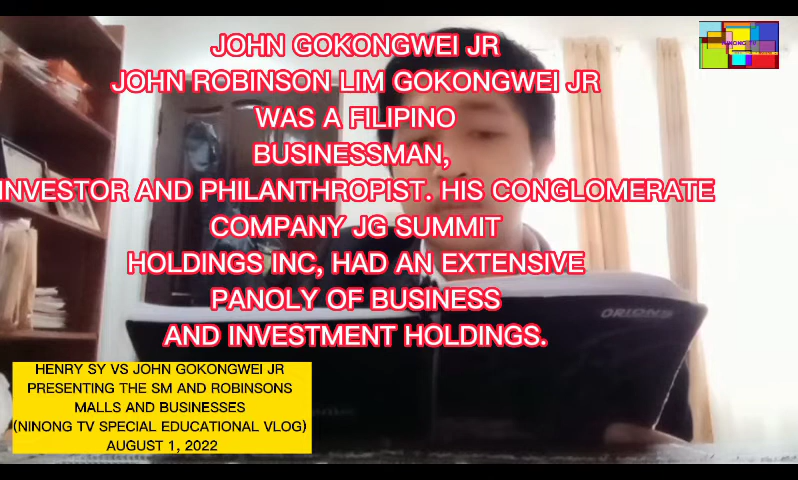 NINONG TV
JOHN GOKONGWEI JR
JOHN ROBINSON LIM GOKONGWEI JR
WAS A FILIPINO
BUSINESSMAN,
INVESTOR AND PHILANTHROPIST. HIS CONGLOMERATE
COMPANY JG SUMMIT
HOLDINGS INC, HAD AN EXTENSIVE
PANOLY OF BUSINESS
AND INVESTMENT HOLDINGS.
ORIONS
HENRY SY VS JOHN GOKONGWEI JR
PRESENTING THE SM AND ROBINSONS
MALLS AND BUSINESSES
(NINONG TV SPECIAL EDUCATIONAL VLOG)
AUGUST 1, 2022